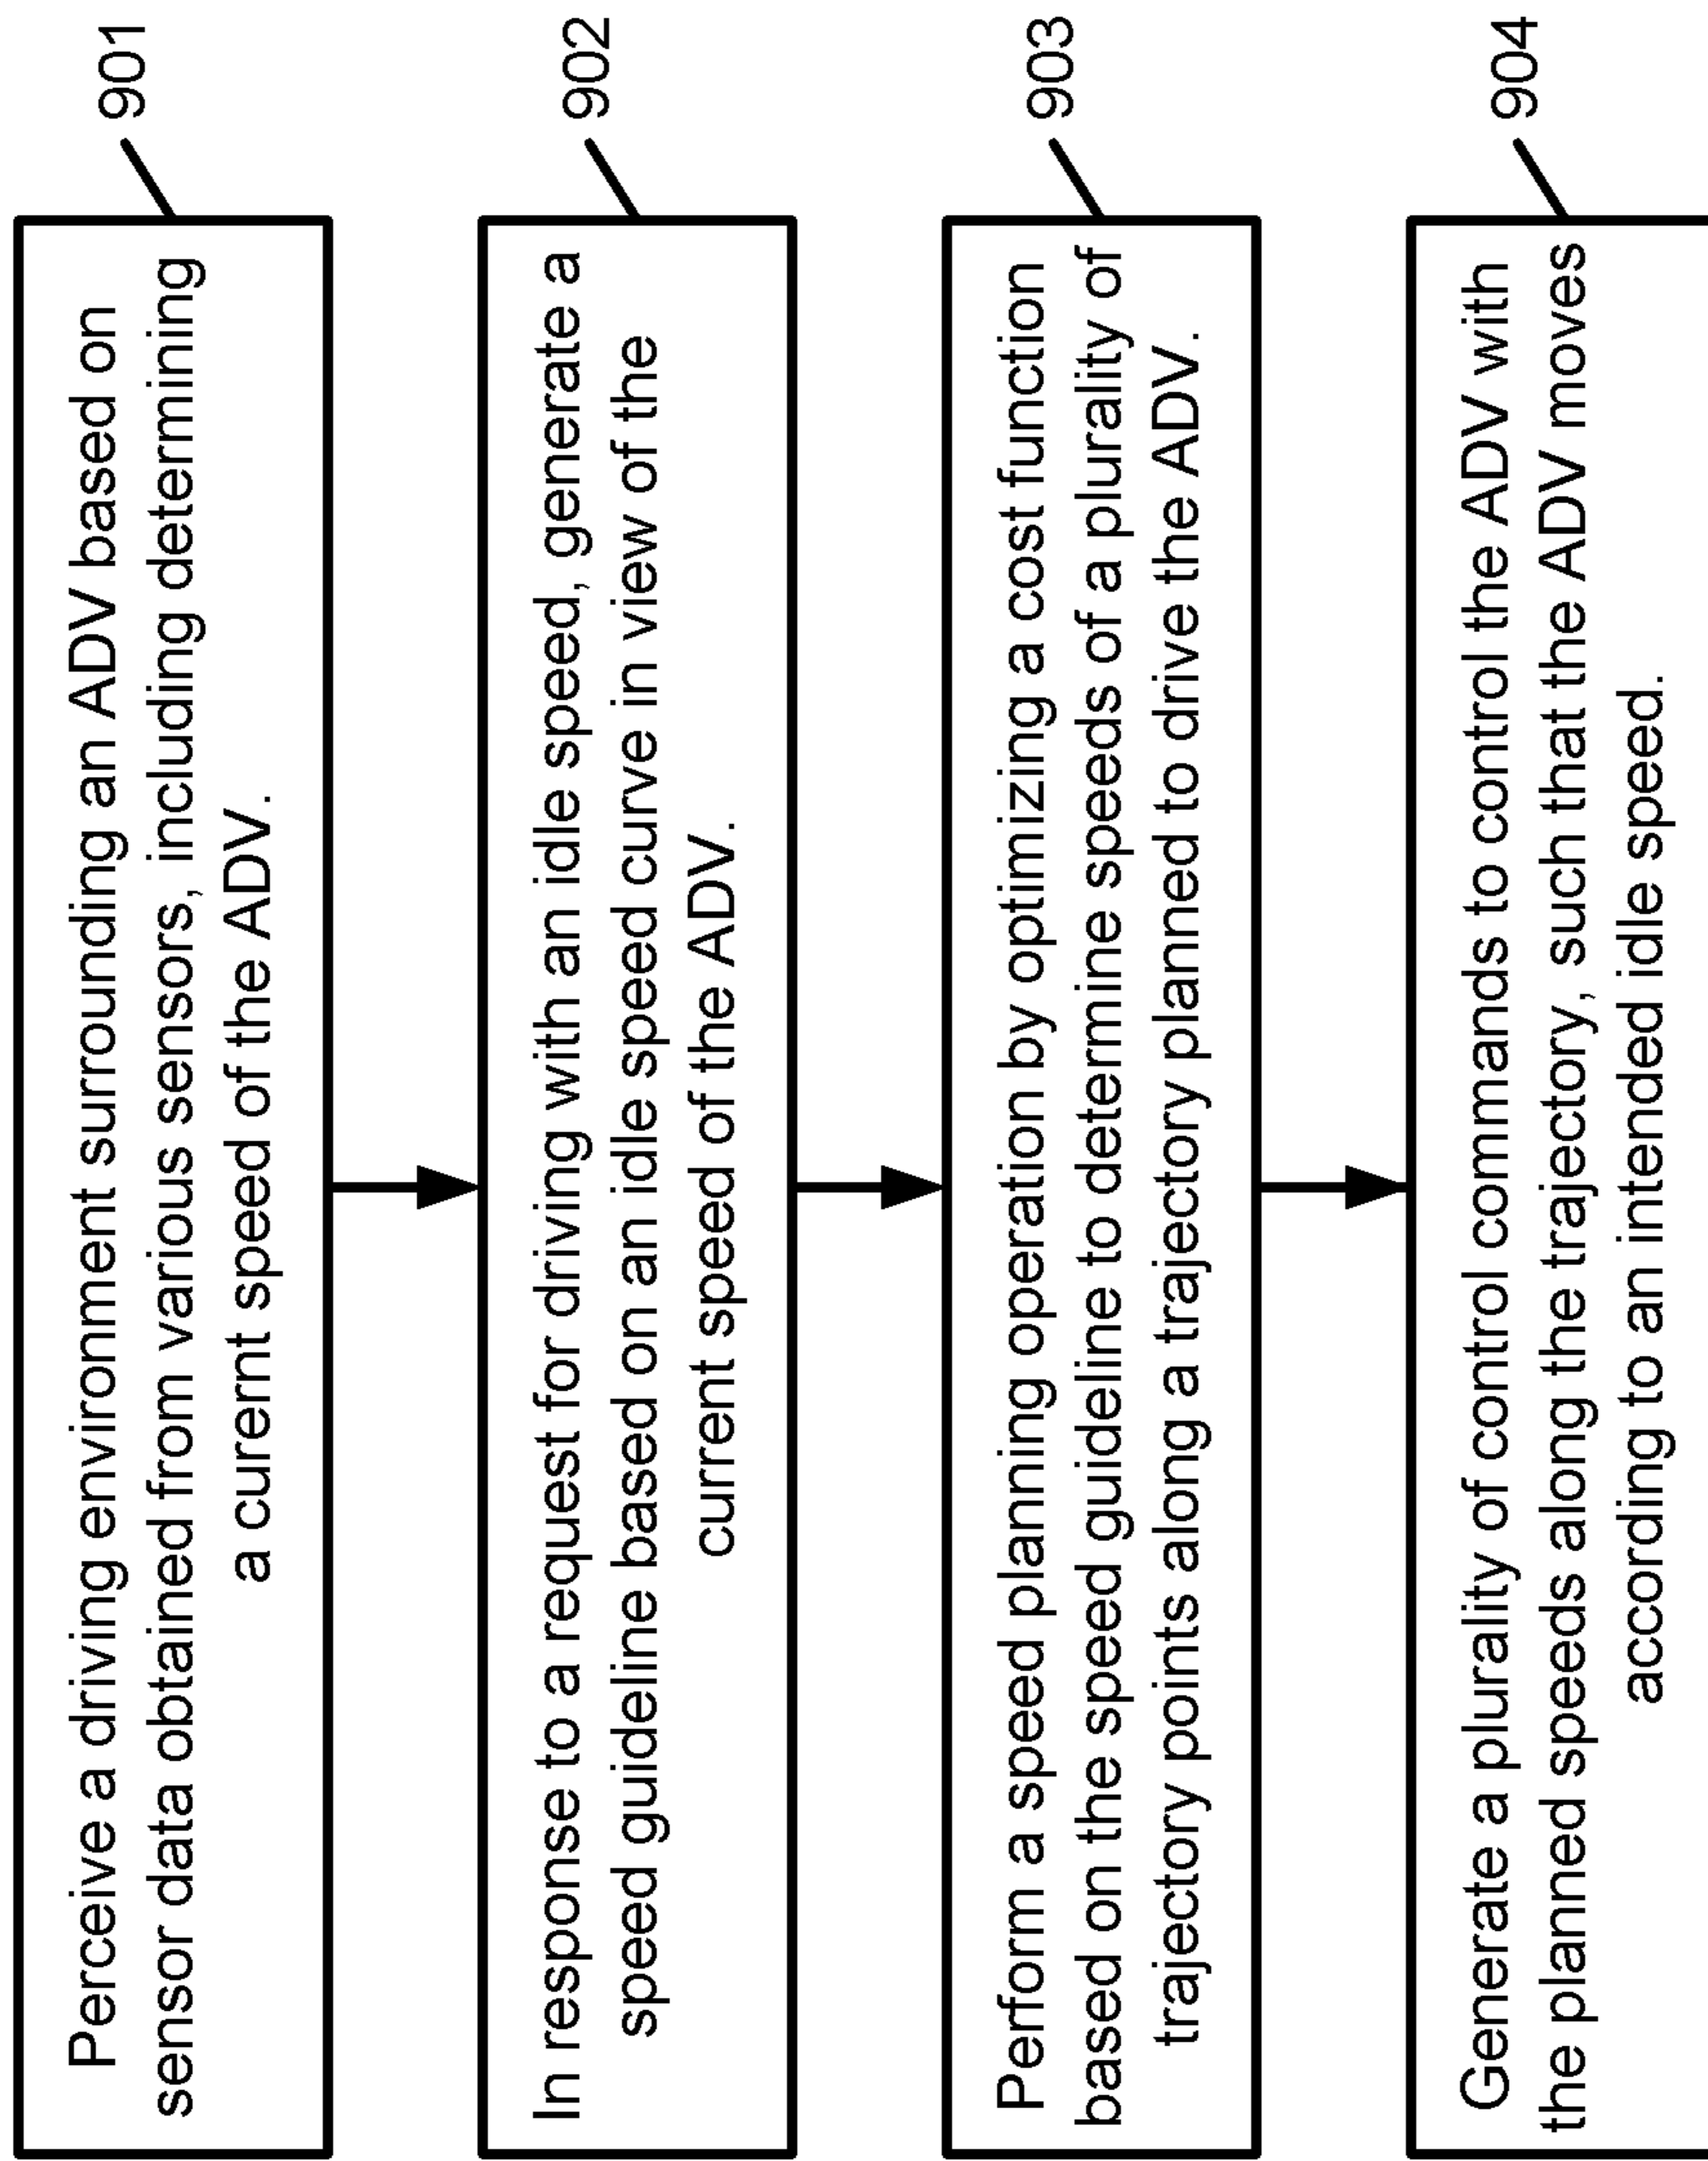 Perceive a driving environment surrounding an ADV based on
sensor data obtained from various sensors, including determining
a curernt speed of the ADV.
901
In response to a request for driving with an idle speed, generate a
speed guideline based on an idle speed curve in view of the
current speed of the ADV.
902
Perform a speed planning operation by optimizing a cost function
based on the speed guideline to determine speeds of a plurality of
trajectory points along a trajectory planned to drive the ADV.
903
Generate a plurality of control commands to control the ADV with
the planned speeds along the trajectory, such that the ADV moves
according to an intended idle speed.
904